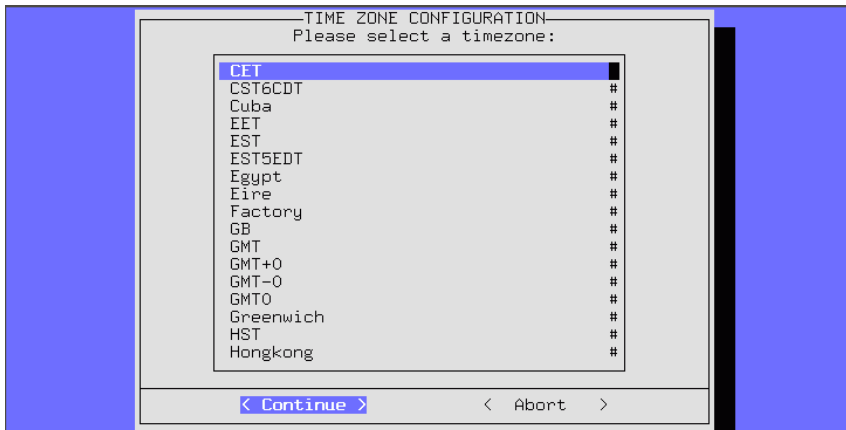 TIME ZONE CONFIGURATION
Please select a timezone:
CET
CST6CDT #
Cuba #
EET #
EST #
EST5EDT #
Egypt #
Eire #
Factory #
GB #
GMT #
GMT+0 #
GMT-0 #
GMT0 #
Greenwich #
HST #
Hongkong #
< Continue > < Abort >